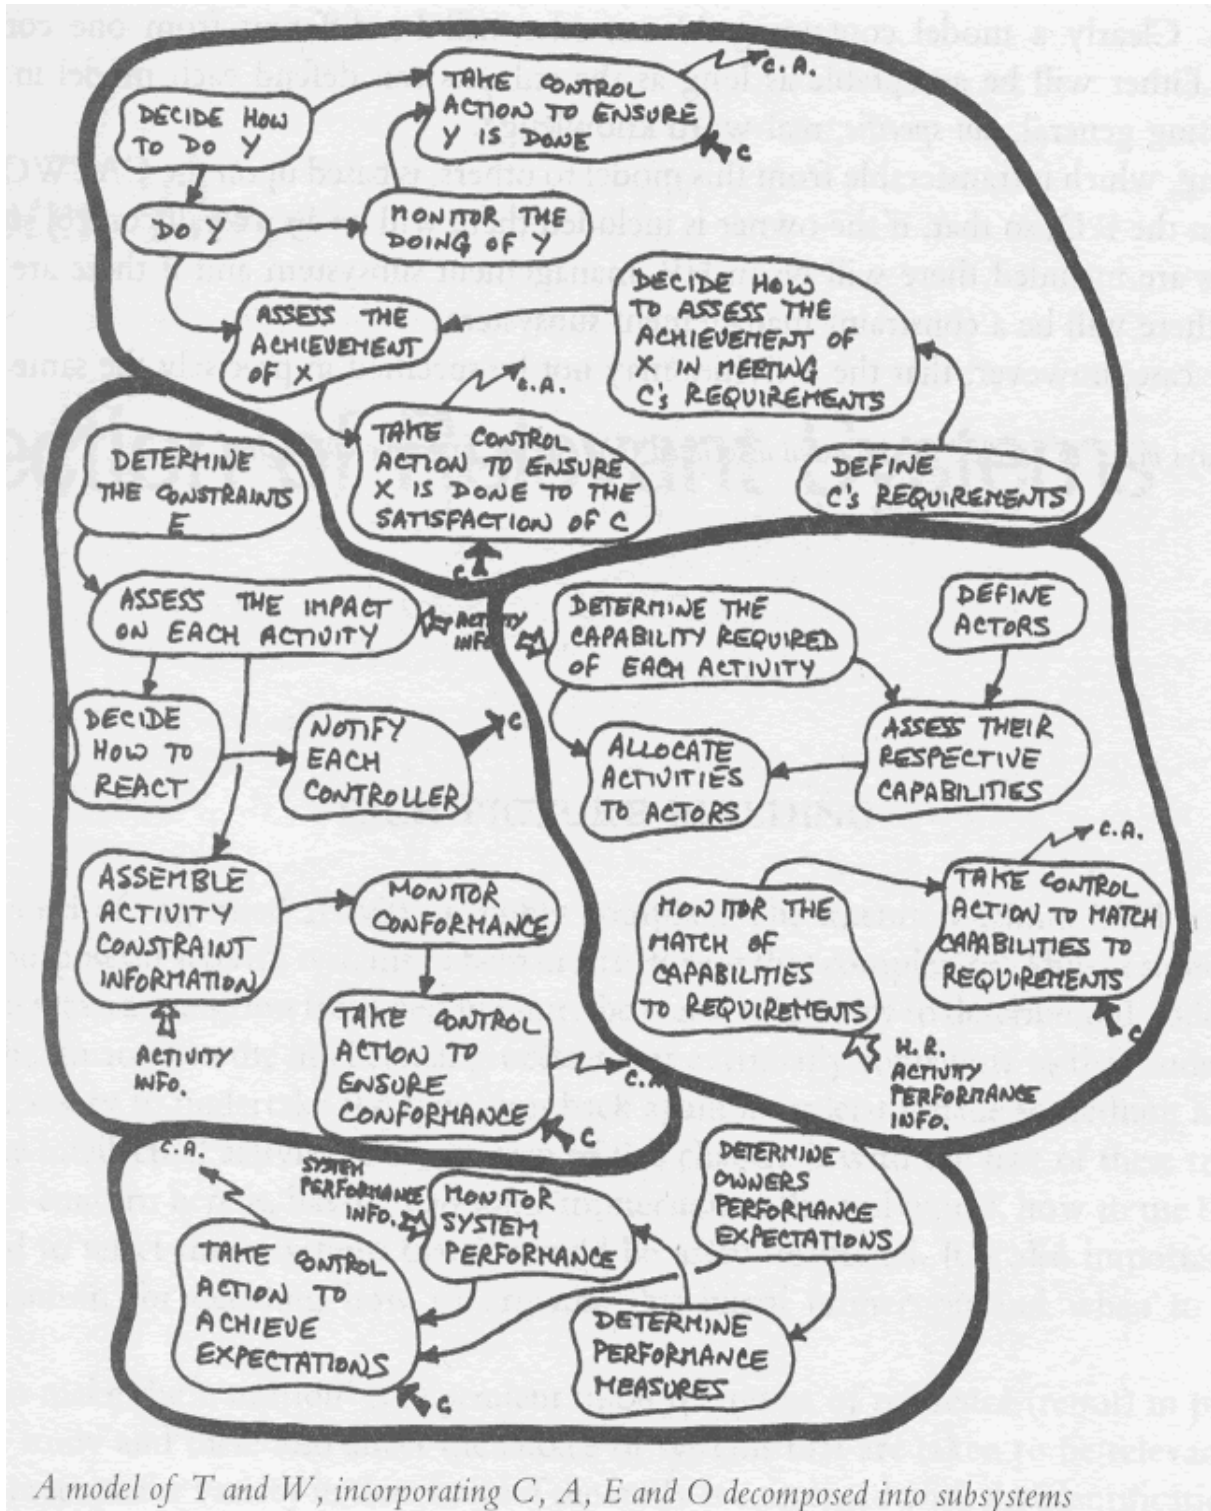 DECIDE HOW
TO DO Y
TAKE CONTROL
ACTION TO ENSURE
Y IS DONE
C.A.
C
DO Y
MONITOR THE
DOING OF Y
ASSESS THE
ACHIEVEMENT
OF X
DECIDE HOW
TO ASSESS THE
ACHIEVEMENT OF
X IN MEETING
C's REQUIREMENTS
DEFINE
C's REQUIREMENTS
C.A.
TAKE CONTROL
ACTION TO ENSURE
X IS DONE TO THE
SATISFACTION OF C
C
DETERMINE
THE CONSTRAINTS
E
ASSESS THE IMPACT
ON EACH ACTIVITY
ACTIVITY
INFO.
DECIDE
HOW TO
REACT
NOTIFY
EACH
CONTROLLER
C
ASSEMBLE
ACTIVITY
CONSTRAINT
INFORMATION
ACTIVITY
INFO.
MONITOR
CONFORMANCE
TAKE CONTROL
ACTION TO
ENSURE
CONFORMANCE
C.A.
C
DETERMINE THE
CAPABILITY REQUIRED
OF EACH ACTIVITY
DEFINE
ACTORS
ALLOCATE
ACTIVITIES
TO ACTORS
ASSESS THEIR
RESPECTIVE
CAPABILITIES
MONITOR THE
MATCH OF
CAPABILITIES
TO REQUIREMENTS
C.A.
TAKE CONTROL
ACTION TO MATCH
CAPABILITIES TO
REQUIREMENTS
C
H.R.
ACTIVITY
PERFORMANCE
INFO.
C.A.
SYSTEM
PERFORMANCE
INFO.
MONITOR
SYSTEM
PERFORMANCE
DETERMINE
OWNERS
PERFORMANCE
EXPECTATIONS
TAKE CONTROL
ACTION TO
ACHIEVE
EXPECTATIONS
C
DETERMINE
PERFORMANCE
MEASURES
A model of T and W, incorporating C, A, E and O decomposed into subsystems